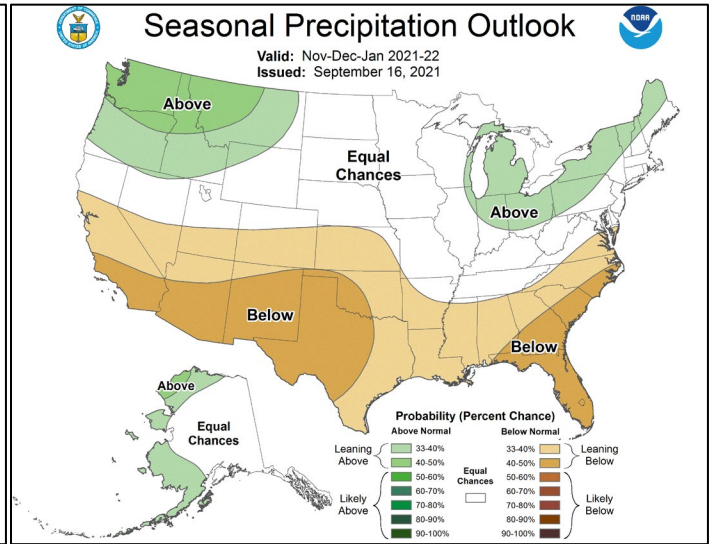 Seasonal Precipitation Outlook
NOAA
Valid: Nov-Dec-Jan 2021-22
Issued: September 16, 2021
Above
Equal
Chances
Above
Below
Below
Above
Equal
Chances
Probability (Percent Chance)
Above Normal
Below Normal
Leaning
Above
33-40%
40-50%
Likely
Above
50-60%
60-70%
70-80%
80-90%
90-100%
Equal
Chances
33-40%
40-50%
Leaning
Below
50-60%
60-70%
70-80%
80-90%
90-100%
Likely
Below